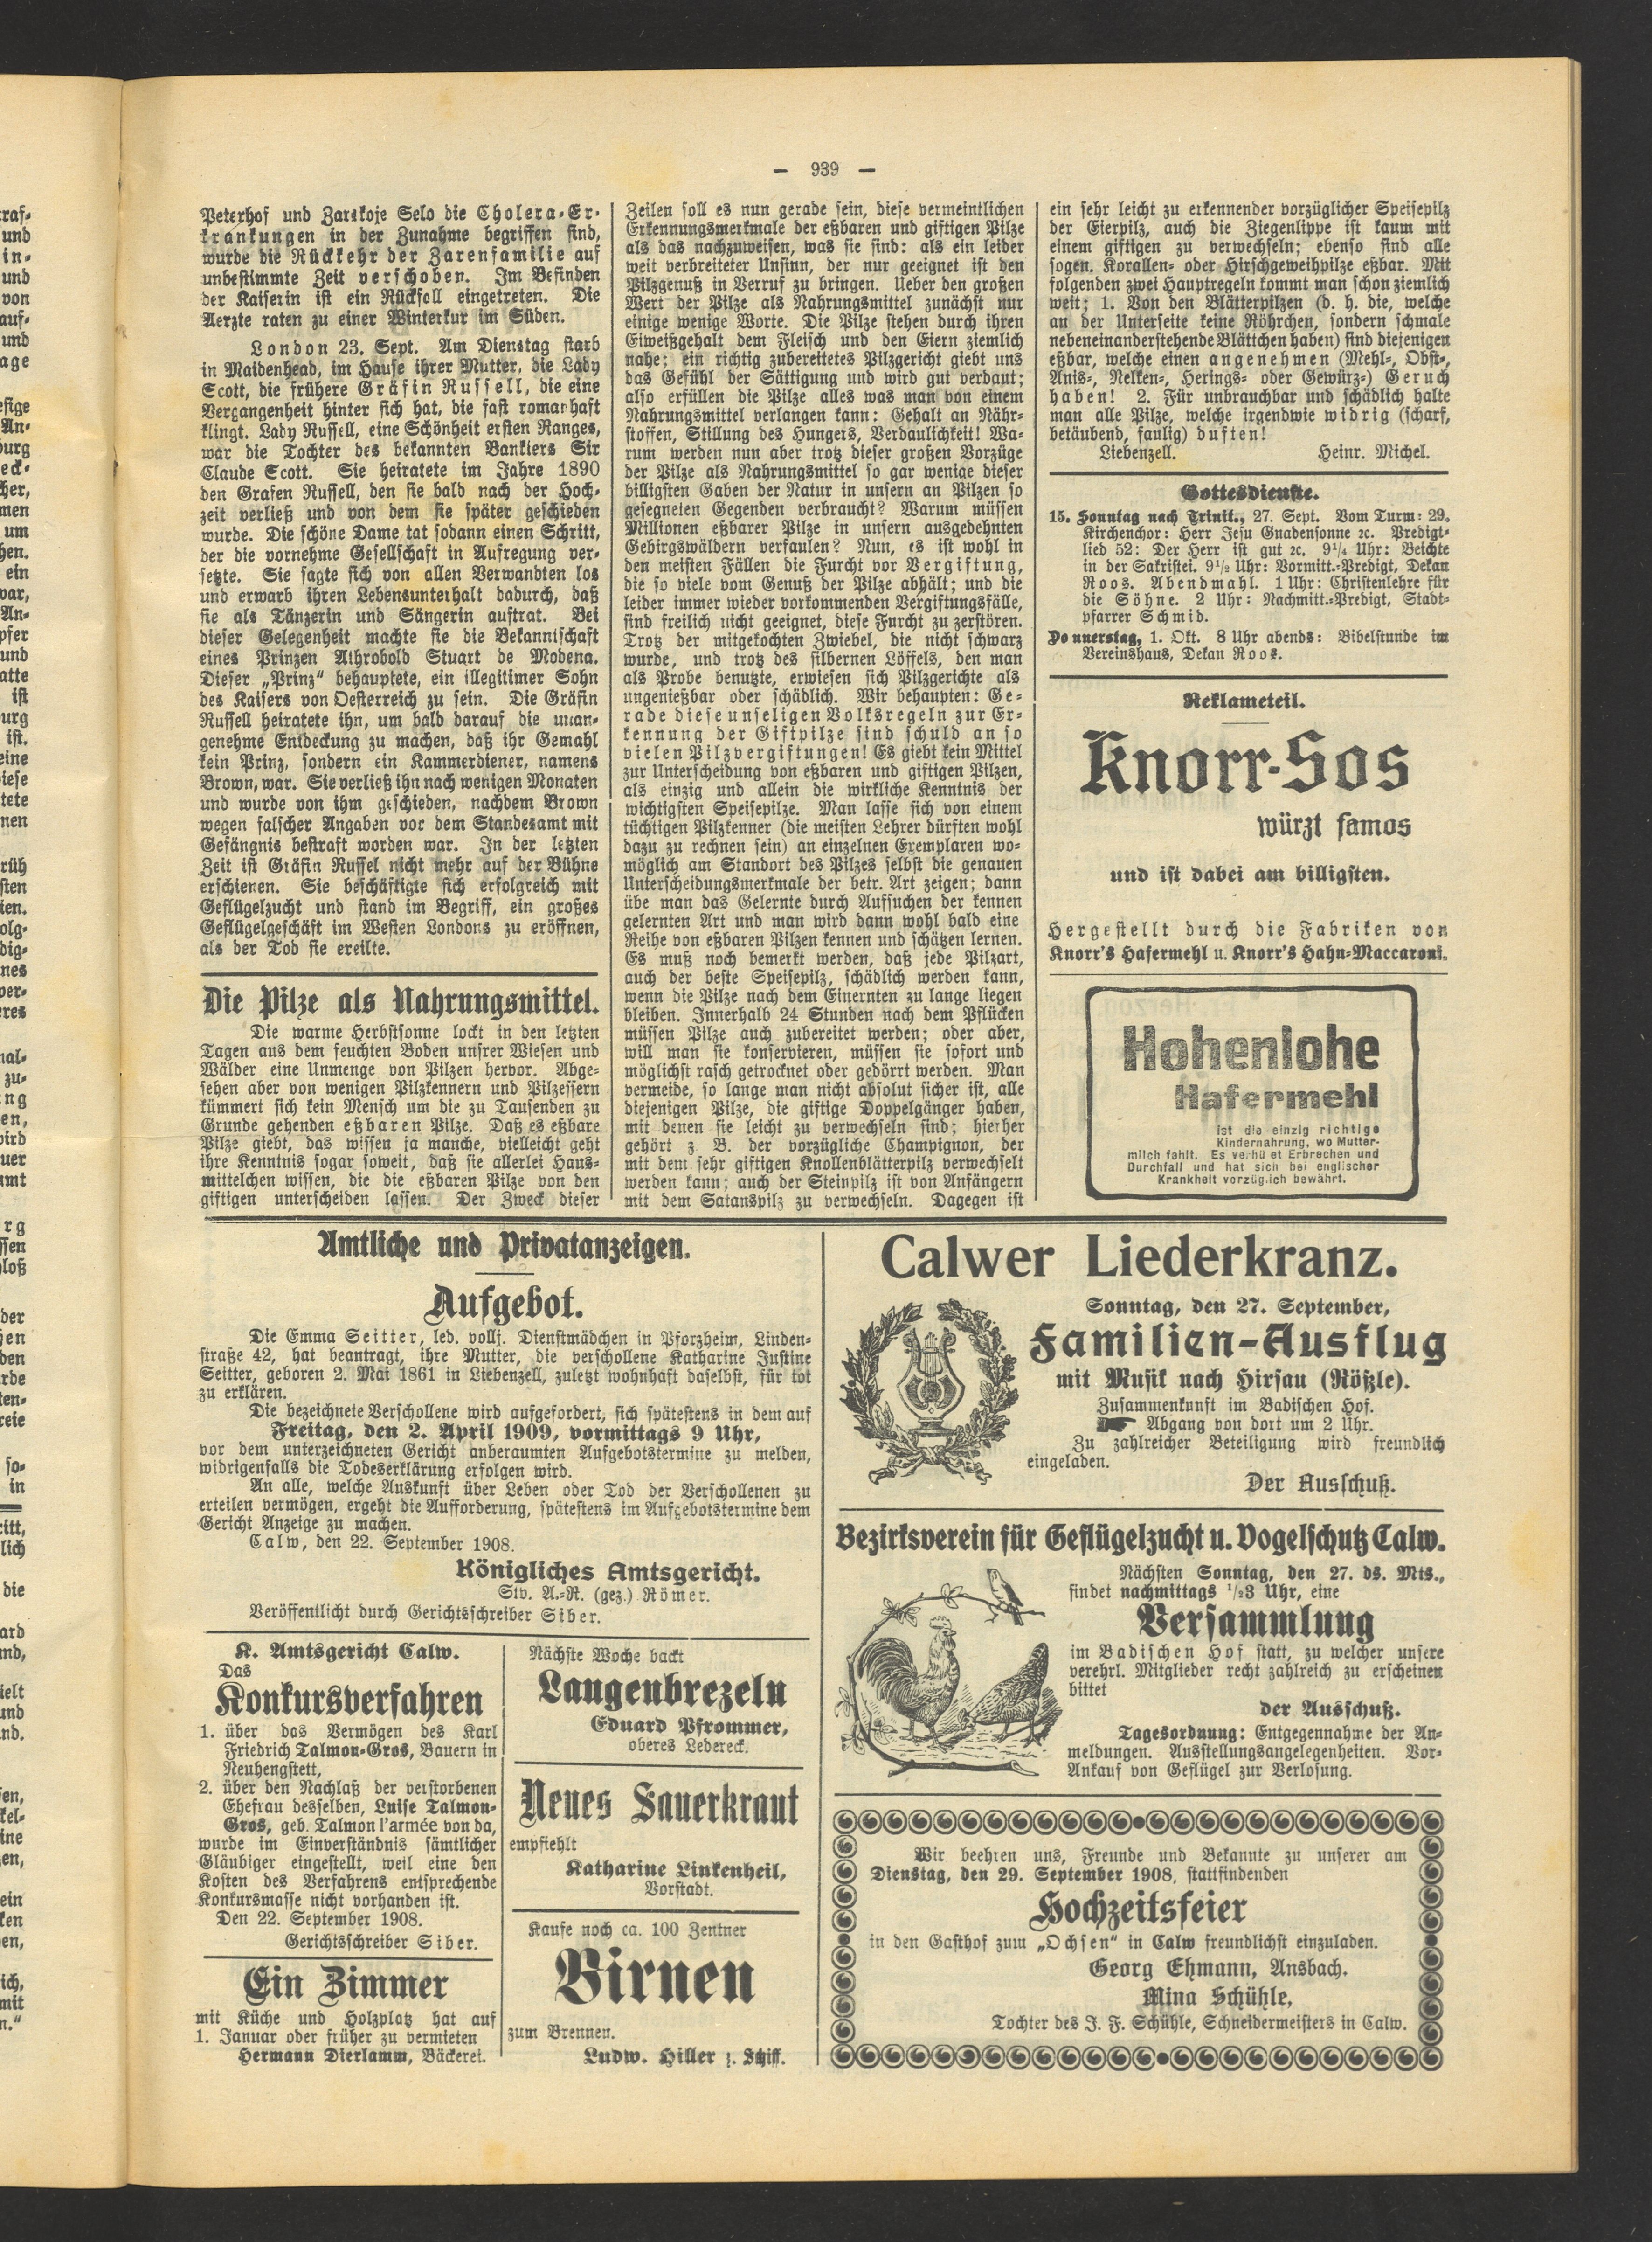 — 939 —
Peterhof und Zarskoje Selo die Cholera-Er-
krankungen in der Zunahme begriffen sind,
wurde die Rückkehr der Zarenfamilie auf
unbestimmte Zeit verschoben. Im Befinden
der Kaiserin ist ein Rückfall eingetreten. Die
Aerzte raten zu einer Winterkur im Süden.
London 23. Sept. Am Dienstag starb
in Maidenhead, im Hause ihrer Mutter, die Lady
Scott, die frühere Gräfin Russell, die eine
Vergangenheit hinter sich hat, die fast romanhaft
klingt. Lady Russell, eine Schönheit ersten Ranges,
war die Tochter des bekannten Bankiers Sir
Claude Scott. Sie heiratete im Jahre 1890
den Grafen Russell, den sie bald nach der Hoch-
zeit verließ und von dem sie später geschieden
wurde. Die schöne Dame tat sodann einen Schritt,
der die vornehme Gesellschaft in Aufregung ver-
setzte. Sie sagte sich von allen Verwandten los
und erwarb ihren Lebensunterhalt dadurch, daß
sie als Tänzerin und Sängerin auftrat. Bei
dieser Gelegenheit machte sie die Bekanntschaft
eines Prinzen Athrobold Stuart de Modena.
Dieser „Prinz“ behauptete, ein illegitimer Sohn
des Kaisers von Oesterreich zu sein. Die Gräfin
Russell heiratete ihn, um bald darauf die unan-
genehme Entdeckung zu machen, daß ihr Gemahl
kein Prinz, sondern ein Kammerdiener, namens
Brown, war. Sie verließ ihn nach wenigen Monaten
und wurde von ihm geschieden, nachdem Brown
wegen falscher Angaben vor dem Standesamt mit
Gefängnis bestraft worden war. In der letzten
Zeit ist Gräfin Russel nicht mehr auf der Bühne
erschienen. Sie beschäftigte sich erfolgreich mit
Geflügelzucht und stand im Begriff, ein großes
Geflügelgeschäft im Westen Londons zu eröffnen,
als der Tod sie ereilte.
Die Pilze als Nahrungsmittel.
Die warme Herbstsonne lockt in den letzten
Tagen aus dem feuchten Boden unsrer Wiesen und
Wälder eine Unmenge von Pilzen hervor. Abge-
sehen aber von wenigen Pilzkennern und Pilzessern
kümmert sich kein Mensch um die zu Tausenden zu
Grunde gehenden eßbaren Pilze. Daß es eßbare
Pilze giebt, das wissen ja manche, vielleicht geht
ihre Kenntnis sogar soweit, daß sie allerlei Haus-
mittelchen wissen, die die eßbaren Pilze von den
giftigen unterscheiden lassen. Der Zweck dieser
Zeilen soll es nun gerade sein, diese vermeintlichen
Erkennungsmerkmale der eßbaren und giftigen Pilze
als das nachzuweisen, was sie sind: als ein leider
weit verbreiteter Unsinn, der nur geeignet ist den
Pilzgenuß in Verruf zu bringen. Ueber den großen
Wert der Pilze als Nahrungsmittel zunächst nur
einige wenige Worte. Die Pilze stehen durch ihren
Eiweißgehalt dem Fleisch und den Eiern ziemlich
nahe; ein richtig zubereitetes Pilzgericht giebt uns
das Gefühl der Sättigung und wird gut verdaut;
also erfüllen die Pilze alles was man von einem
Nahrungsmittel verlangen kann: Gehalt an Nähr-
stoffen, Stillung des Hungers, Verdaulichkeit! Wa-
rum werden nun aber trotz dieser großen Vorzüge
der Pilze als Nahrungsmittel so gar wenige dieser
billigsten Gaben der Natur in unsern an Pilzen so
gesegneten Gegenden verbraucht? Warum müssen
Millionen eßbarer Pilze in unsern ausgedehnten
Gebirgswäldern verfaulen? Nun, es ist wohl in
den meisten Fällen die Furcht vor Vergiftung,
die so viele vom Genuß der Pilze abhält; und die
leider immer wieder vorkommenden Vergiftungsfälle,
sind freilich nicht geeignet, diese Furcht zu zerstören.
Trotz der mitgekochten Zwiebel, die nicht schwarz
wurde, und trotz des silbernen Löffels, den man
als Probe benutzte, erwiesen sich Pilzgerichte als
ungenießbar oder schädlich. Wir behaupten: Ge-
rade diese unseligen Volksregeln zur Er-
kennung der Giftpilze sind schuld an so
vielen Pilzvergiftungen! Es giebt kein Mittel
zur Unterscheidung von eßbaren und giftigen Pilzen,
als einzig und allein die wirkliche Kenntnis der
wichtigsten Speisepilze. Man lasse sich von einem
tüchtigen Pilzkenner (die meisten Lehrer dürften wohl
dazu zu rechnen sein) an einzelnen Exemplaren wo-
möglich am Standort des Pilzes selbst die genauen
Unterscheidungsmerkmale der betr. Art zeigen; dann
übe man das Gelernte durch Aufsuchen der kennen
gelernten Art und man wird dann wohl bald eine
Reihe von eßbaren Pilzen kennen und schätzen lernen.
Es muß noch bemerkt werden, daß jede Pilzart,
auch der beste Speisepilz, schädlich werden kann,
wenn die Pilze nach dem Einernten zu lange liegen
bleiben. Innerhalb 24 Stunden nach dem Pflücken
müssen Pilze auch zubereitet werden; oder aber,
will man sie konservieren, müssen sie sofort und
möglichst rasch getrocknet oder gedörrt werden. Man
vermeide, so lange man nicht absolut sicher ist, alle
diejenigen Pilze, die giftige Doppelgänger haben,
mit denen sie leicht zu verwechseln sind; hierher
gehört z. B. der vorzügliche Champignon, der
mit dem sehr giftigen Knollenblätterpilz verwechselt
werden kann; auch der Steinpilz ist von Anfängern
mit dem Satanspilz zu verwechseln. Dagegen ist
ein sehr leicht zu erkennender vorzüglicher Speisepilz
der Eierpilz, auch die Ziegenlippe ist kaum mit
einem giftigen zu verwechseln; ebenso sind alle
sogen. Korallen- oder Hirschgeweihpilze eßbar. Mit
folgenden zwei Hauptregeln kommt man schon ziemlich
weit; 1. Von den Blätterpilzen (d. h. die, welche
an der Unterseite keine Röhrchen, sondern schmale
nebeneinanderstehende Blättchen haben) sind diejenigen
eßbar, welche einen angenehmen (Mehl-, Obst-,
Anis-, Nelken-, Herings- oder Gewürz-) Geruch
haben! 2. Für unbrauchbar und schädlich halte
man alle Pilze, welche irgendwie widrig (scharf,
betäubend, faulig) duften!
Liebenzell. Heinr. Michel.
Gottesdienste.
15. Sonntag nach Trinit., 27. Sept. Vom Turm: 29.
Kirchenchor: Herr Jesu Gnadensonne ꝛc. Predigt-
lied 52: Der Herr ist gut ꝛc. 9¼ Uhr: Beichte
in der Sakristei. 9½ Uhr: Vormitt.-Predigt, Dekan
Roos. Abendmahl. 1 Uhr: Christenlehre für
die Söhne. 2 Uhr: Nachmitt.-Predigt, Stadt-
pfarrer Schmid.
Donnerstag, 1. Okt. 8 Uhr abends: Bibelstunde im
Vereinshaus, Dekan Roos.
Reklameteil.
Knorr-Sos
würzt famos
und ist dabei am billigsten.
Hergestellt durch die Fabriken von
Knorr's Hafermehl u. Knorr's Hahn-Maccaroni.
Hohenlohe
Hafermehl
ist die einzig richtige
Kindernahrung, wo Mutter-
milch fehlt. Es verhütet Erbrechen und
Durchfall und hat sich bei englischer
Krankheit vorzüglich bewährt.
Amtliche und Privatanzeigen.
Aufgebot.
Die Emma Seitter, led. vollj. Dienstmädchen in Pforzheim, Linden-
straße 42, hat beantragt, ihre Mutter, die verschollene Katharine Justine
Seitter, geboren 2. Mai 1861 in Liebenzell, zuletzt wohnhaft daselbst, für tot
zu erklären.
Die bezeichnete Verschollene wird aufgefordert, sich spätestens in dem auf
Freitag, den 2. April 1909, vormittags 9 Uhr,
vor dem unterzeichneten Gericht anberaumten Aufgebotstermine zu melden,
widrigenfalls die Todeserklärung erfolgen wird.
An alle, welche Auskunft über Leben oder Tod der Verschollenen zu
erteilen vermögen, ergeht die Aufforderung, spätestens im Aufgebotstermine dem
Gericht Anzeige zu machen.
Calw, den 22. September 1908.
Königliches Amtsgericht.
Stv. A.-R. (gez.) Römer.
Veröffentlicht durch Gerichtsschreiber Siber.
K. Amtsgericht Calw.
Das
Konkursverfahren
1. über das Vermögen des Karl
Friedrich Talmon-Gros, Bauern in
Neuhengstett,
2. über den Nachlaß der verstorbenen
Ehefrau desselben, Luise Talmon-
Gros, geb. Talmon l'armée von da,
wurde im Einverständnis sämtlicher
Gläubiger eingestellt, weil eine den
Kosten des Verfahrens entsprechende
Konkursmasse nicht vorhanden ist.
Den 22. September 1908.
Gerichtsschreiber Siber.
Ein Zimmer
mit Küche und Holzplatz hat auf
1. Januar oder früher zu vermieten
Hermann Dierlamm, Bäckerei.
Nächste Woche backt
Langenbrezeln
Eduard Pfrommer,
oberes Ledereck.
Neues Sauerkraut
empfiehlt
Katharine Linkenheil,
Vorstadt.
Kaufe noch ca. 100 Zentner
Birnen
zum Brennen.
Ludw. Hiller z. Schiff.
Calwer Liederkranz.
Sonntag, den 27. September,
Familien-Ausflug
mit Musik nach Hirsau (Rößle).
Zusammenkunft im Badischen Hof.
☛ Abgang von dort um 2 Uhr.
Zu zahlreicher Beteiligung wird freundlich
eingeladen.
Der Ausschuß.
Bezirksverein für Geflügelzucht u. Vogelschutz Calw.
Nächsten Sonntag, den 27. ds. Mts.,
findet nachmittags ½3 Uhr, eine
Versammlung
im Badischen Hof statt, zu welcher unsere
verehrl. Mitglieder recht zahlreich zu erscheinen
bittet
der Ausschuß.
Tagesordnung: Entgegennahme der An-
meldungen. Ausstellungsangelegenheiten. Vor-
Ankauf von Geflügel zur Verlosung.
Wir beehren uns, Freunde und Bekannte zu unserer am
Dienstag, den 29. September 1908, stattfindenden
Hochzeitsfeier
in den Gasthof zum „Ochsen“ in Calw freundlichst einzuladen.
Georg Ehmann, Ansbach.
Mina Schühle,
Tochter des J. F. Schühle, Schneidermeisters in Calw.